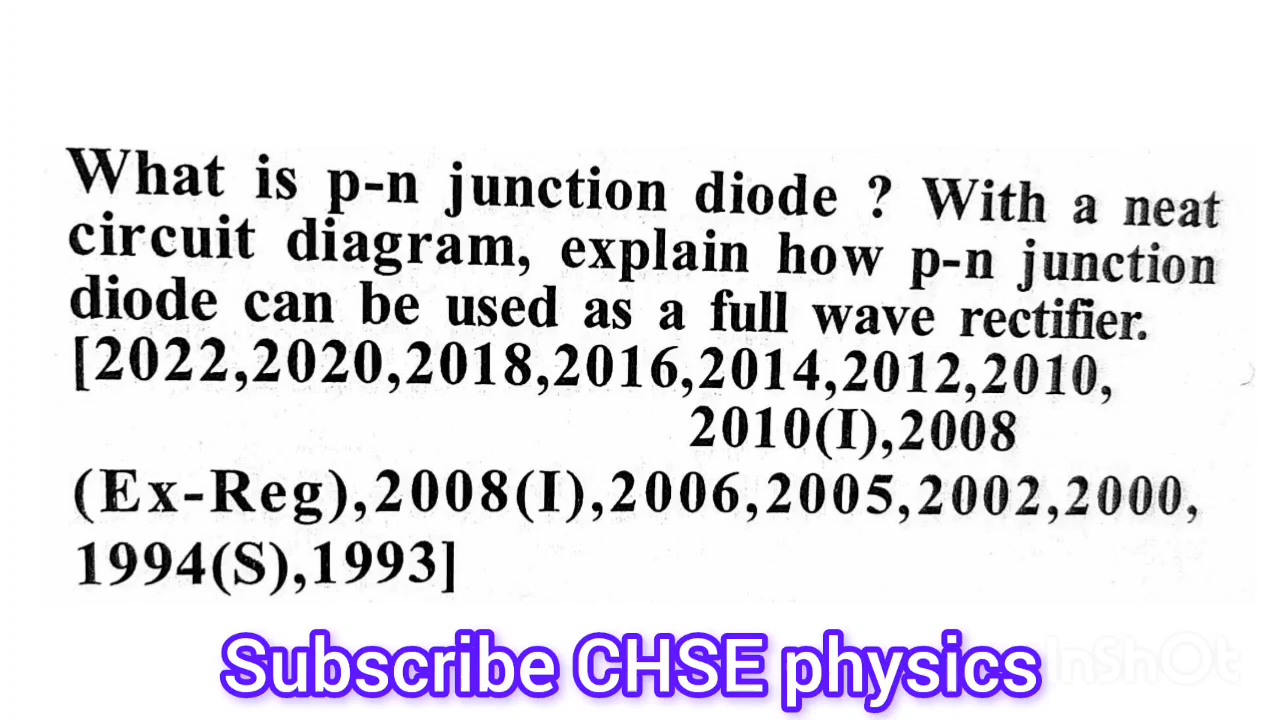 What is p-n junction diode ? With a neat
circuit diagram, explain how p-n junction
diode can be used as a full wave rectifier.
[2022,2020,2018,2016,2014,2012,2010,
2010(I),2008
(Ex-Reg),2008(I),2006,2005,2002,2000,
1994(S),1993]
Subscribe CHSE physics
InShOt